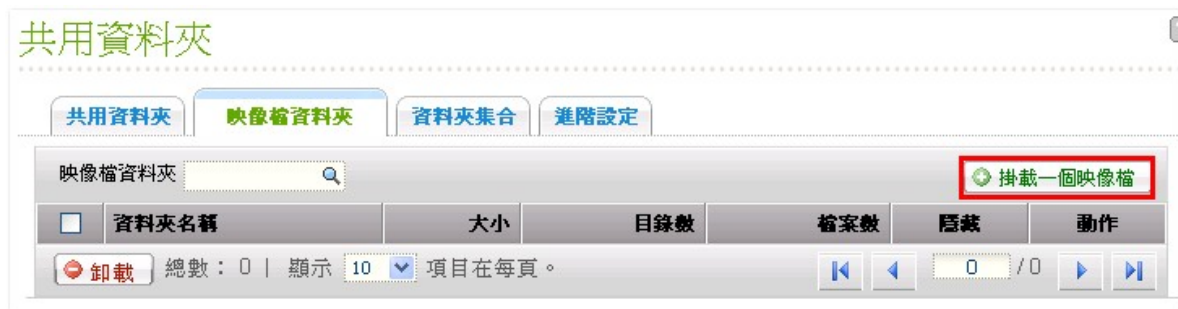 共用資料夾
共用資料夾 映像檔資料夾 資料夾集合 進階設定
映像檔資料夾 掛載一個映像檔
資料夾名稱 大小 目錄數 檔案數 隱藏 動作
卸載 總數： 0 | 顯示 10 項目在每頁。 0 / 0